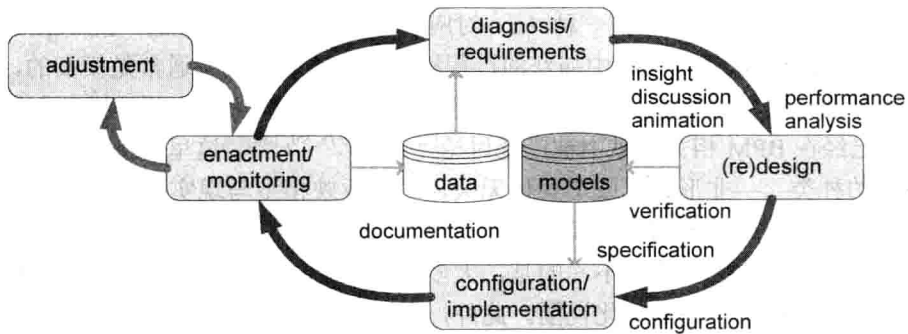 diagnosis/
requirements
adjustment
insight
discussion
animation
performance
analysis
enactment/
monitoring
data
models
(re)design
verification
documentation
specification
configuration/
implementation
configuration